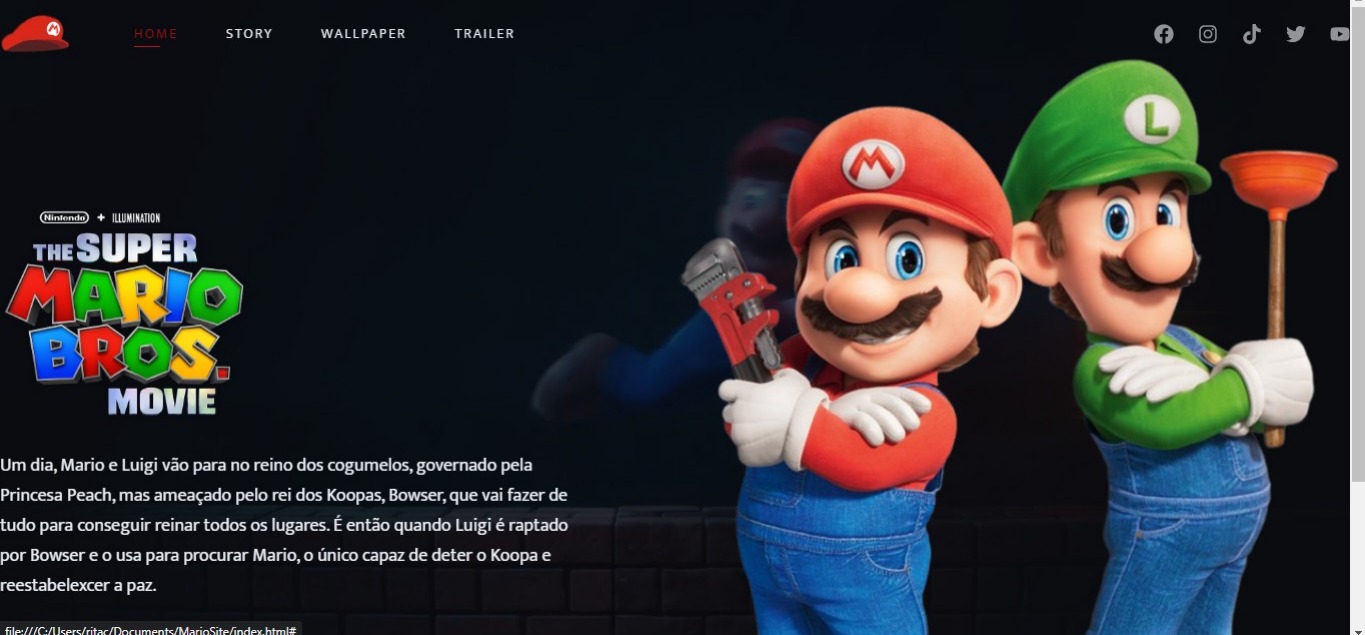 M
HOME
STORY
WALLPAPER
TRAILER
L
M
Nintendo + ILLUMINATION
THE SUPER
MARIO
BROS.
MOVIE
Um dia, Mario e Luigi vão para no reino dos cogumelos, governado pela
Princesa Peach, mas ameaçado pelo rei dos Koopas, Bowser, que vai fazer de
tudo para conseguir reinar todos os lugares. É então quando Luigi é raptado
por Bowser e o usa para procurar Mario, o único capaz de deter o Koopa e
reestabelexcer a paz.
file:///C:/Users/ritac/Documents/MarioSite/index.html#